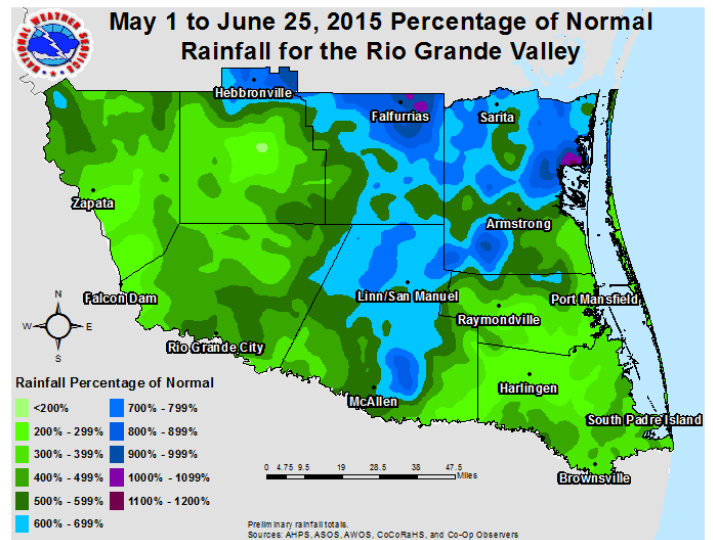 May 1 to June 25, 2015 Percentage of Normal
Rainfall for the Rio Grande Valley
NATIONAL WEATHER SERVICE
Hebbronville
Falfurrias
Sarita
Zapata
Armstrong
Falcon Dam
Linn/San Manuel
Port Mansfield
Raymondville
Rio Grande City
Harlingen
McAllen
South Padre Island
Brownsville
N
W E
S
Rainfall Percentage of Normal
<200%
200% - 299%
300% - 399%
400% - 499%
500% - 599%
600% - 699%
700% - 799%
800% - 899%
900% - 999%
1000% - 1099%
1100% - 1200%
0 4.75 9.5 19 28.5 38 47.5
Miles
Preliminary rainfall totals.
Sources: AHPS, ASOS, AWOS, CoCoRaHS, and Co-Op Observers